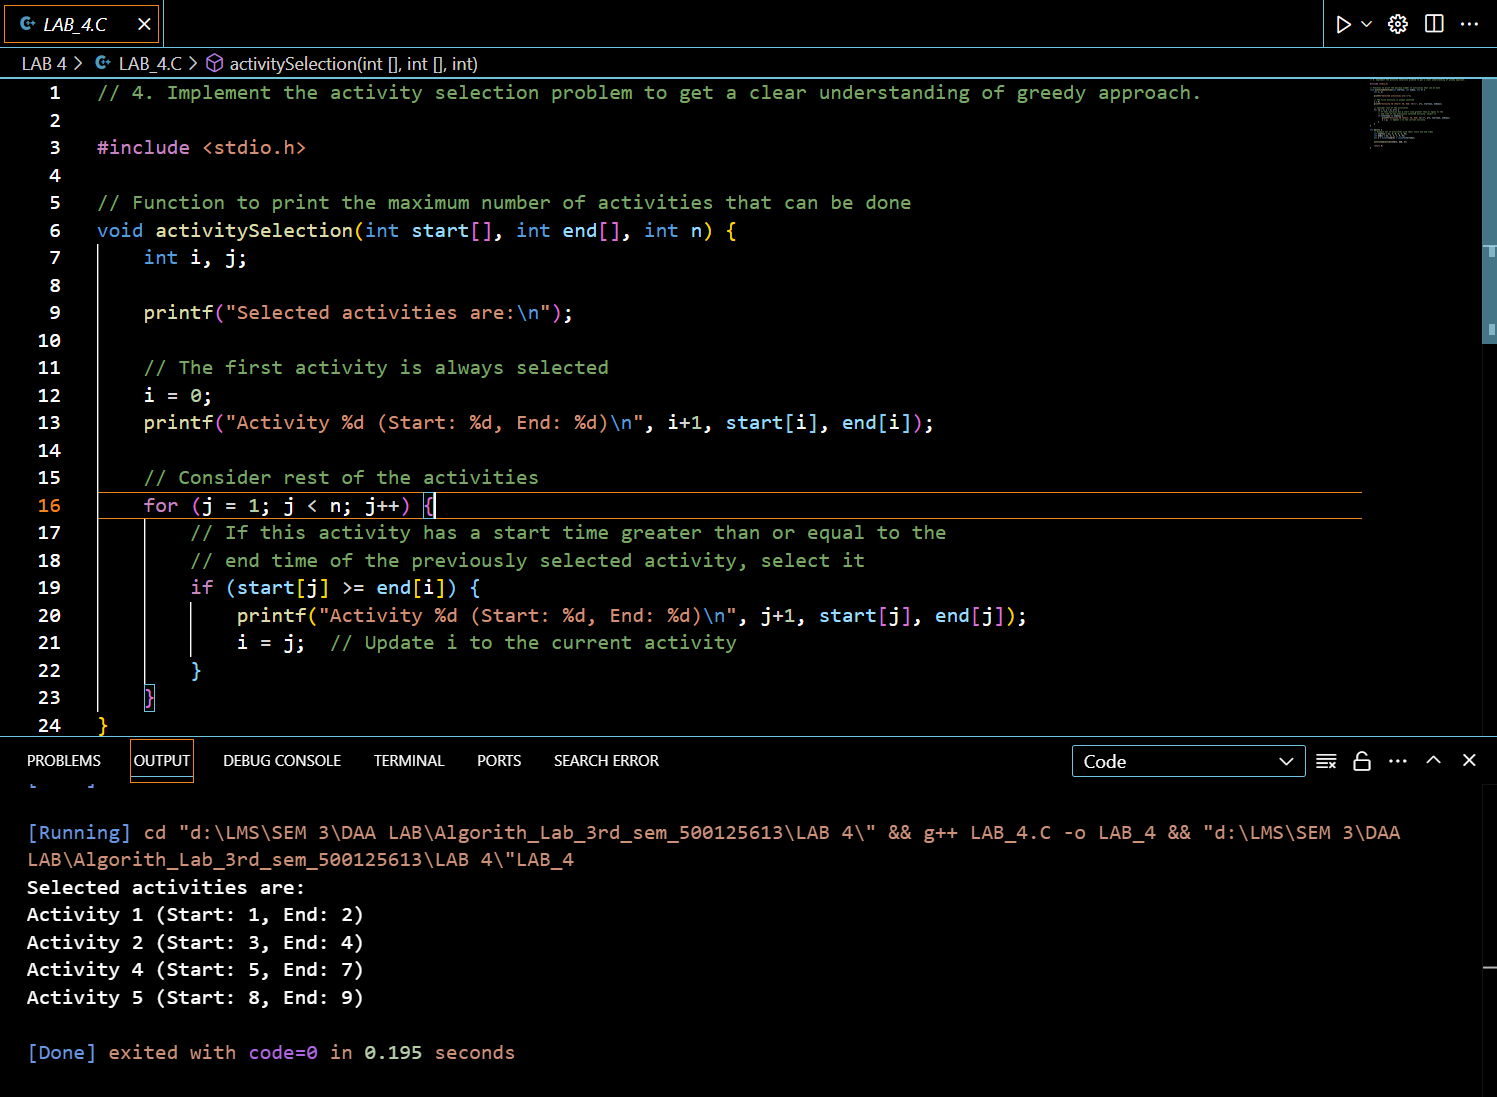 LAB_4.C
LAB 4 > LAB_4.C > activitySelection(int [], int [], int)
1 // 4. Implement the activity selection problem to get a clear understanding of greedy approach.
2
3 #include <stdio.h>
4
5 // Function to print the maximum number of activities that can be done
6 void activitySelection(int start[], int end[], int n) {
7     int i, j;
8
9     printf("Selected activities are:\n");
10
11     // The first activity is always selected
12     i = 0;
13     printf("Activity %d (Start: %d, End: %d)\n", i+1, start[i], end[i]);
14
15     // Consider rest of the activities
16     for (j = 1; j < n; j++) {
17         // If this activity has a start time greater than or equal to the
18         // end time of the previously selected activity, select it
19         if (start[j] >= end[i]) {
20             printf("Activity %d (Start: %d, End: %d)\n", j+1, start[j], end[j]);
21             i = j;  // Update i to the current activity
22         }
23     }
24 }
PROBLEMS OUTPUT DEBUG CONSOLE TERMINAL PORTS SEARCH ERROR Code
[Running] cd "d:\LMS\SEM 3\DAA LAB\Algorith_Lab_3rd_sem_500125613\LAB 4\" && g++ LAB_4.C -o LAB_4 && "d:\LMS\SEM 3\DAA
LAB\Algorith_Lab_3rd_sem_500125613\LAB 4\"LAB_4
Selected activities are:
Activity 1 (Start: 1, End: 2)
Activity 2 (Start: 3, End: 4)
Activity 4 (Start: 5, End: 7)
Activity 5 (Start: 8, End: 9)
[Done] exited with code=0 in 0.195 seconds